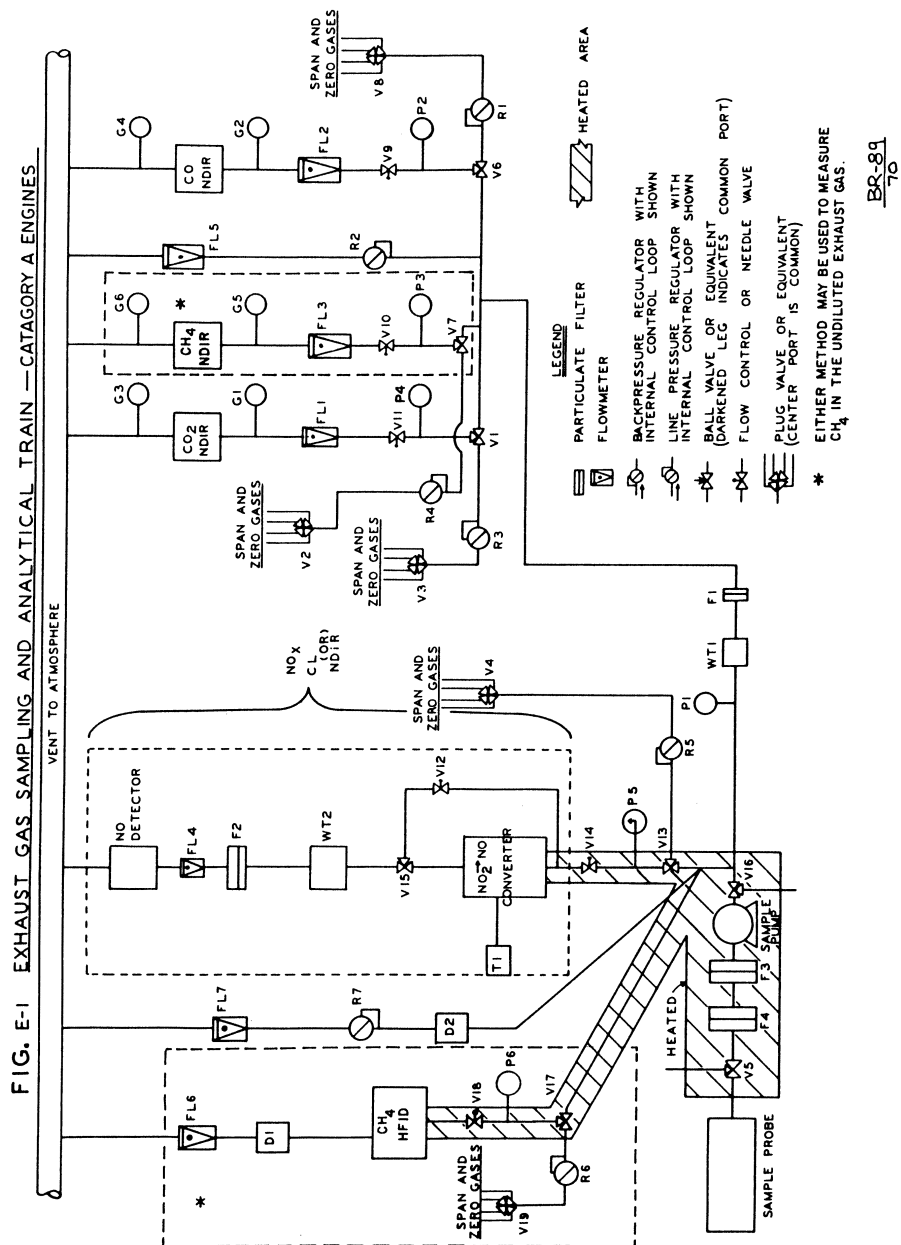 FIG. E-1 EXHAUST GAS SAMPLING AND ANALYTICAL TRAIN — CATAGORY A ENGINES
VENT TO ATMOSPHERE
FL6
D1
CH4
HFID
V18
P6
V17
R6
SPAN AND
ZERO GASES
V19
*
FL7
R7
D2
NO
DETECTOR
FL4
F2
WT2
V15
V12
NO2→NO
CONVERTER
T1
V14
P5
V13
NOX
CL (OR)
NDIR
SPAN AND
ZERO GASES
V4
R5
HEATED
SAMPLE PROBE
V5
F4
F3
SAMPLE
PUMP
V16
P1
WT1
F1
G3
CO2
NDIR
G1
FL1
V11
P4
V1
SPAN AND
ZERO GASES
V2
R4
SPAN AND
ZERO GASES
V3
R3
G6
*
CH4
NDIR
G5
FL3
V10
P3
V7
FL5
R2
G4
CO
NDIR
G2
FL2
V9
P2
V6
SPAN AND
ZERO GASES
V8
R1
LEGEND
PARTICULATE FILTER
FLOWMETER
BACKPRESSURE REGULATOR WITH
INTERNAL CONTROL LOOP SHOWN
LINE PRESSURE REGULATOR WITH
INTERNAL CONTROL LOOP SHOWN
BALL VALVE OR EQUIVALENT
(DARKENED LEG INDICATES COMMON PORT)
FLOW CONTROL OR NEEDLE VALVE
PLUG VALVE OR EQUIVALENT
(CENTER PORT IS COMMON)
* EITHER METHOD MAY BE USED TO MEASURE
CH4 IN THE UNDILUTED EXHAUST GAS.
HEATED AREA
BR-89
70